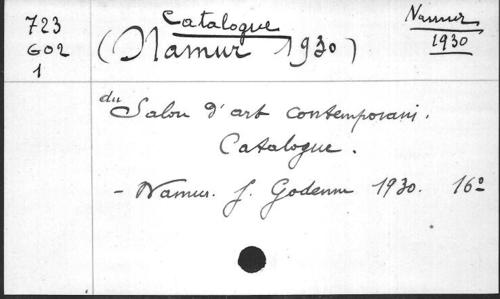 723
G02
1
Catalogue
(Namur 1930)
Namur
1930
du Salon d'art contemporain.
Catalogue.
- Namur. J. Godenne 1930. 16°